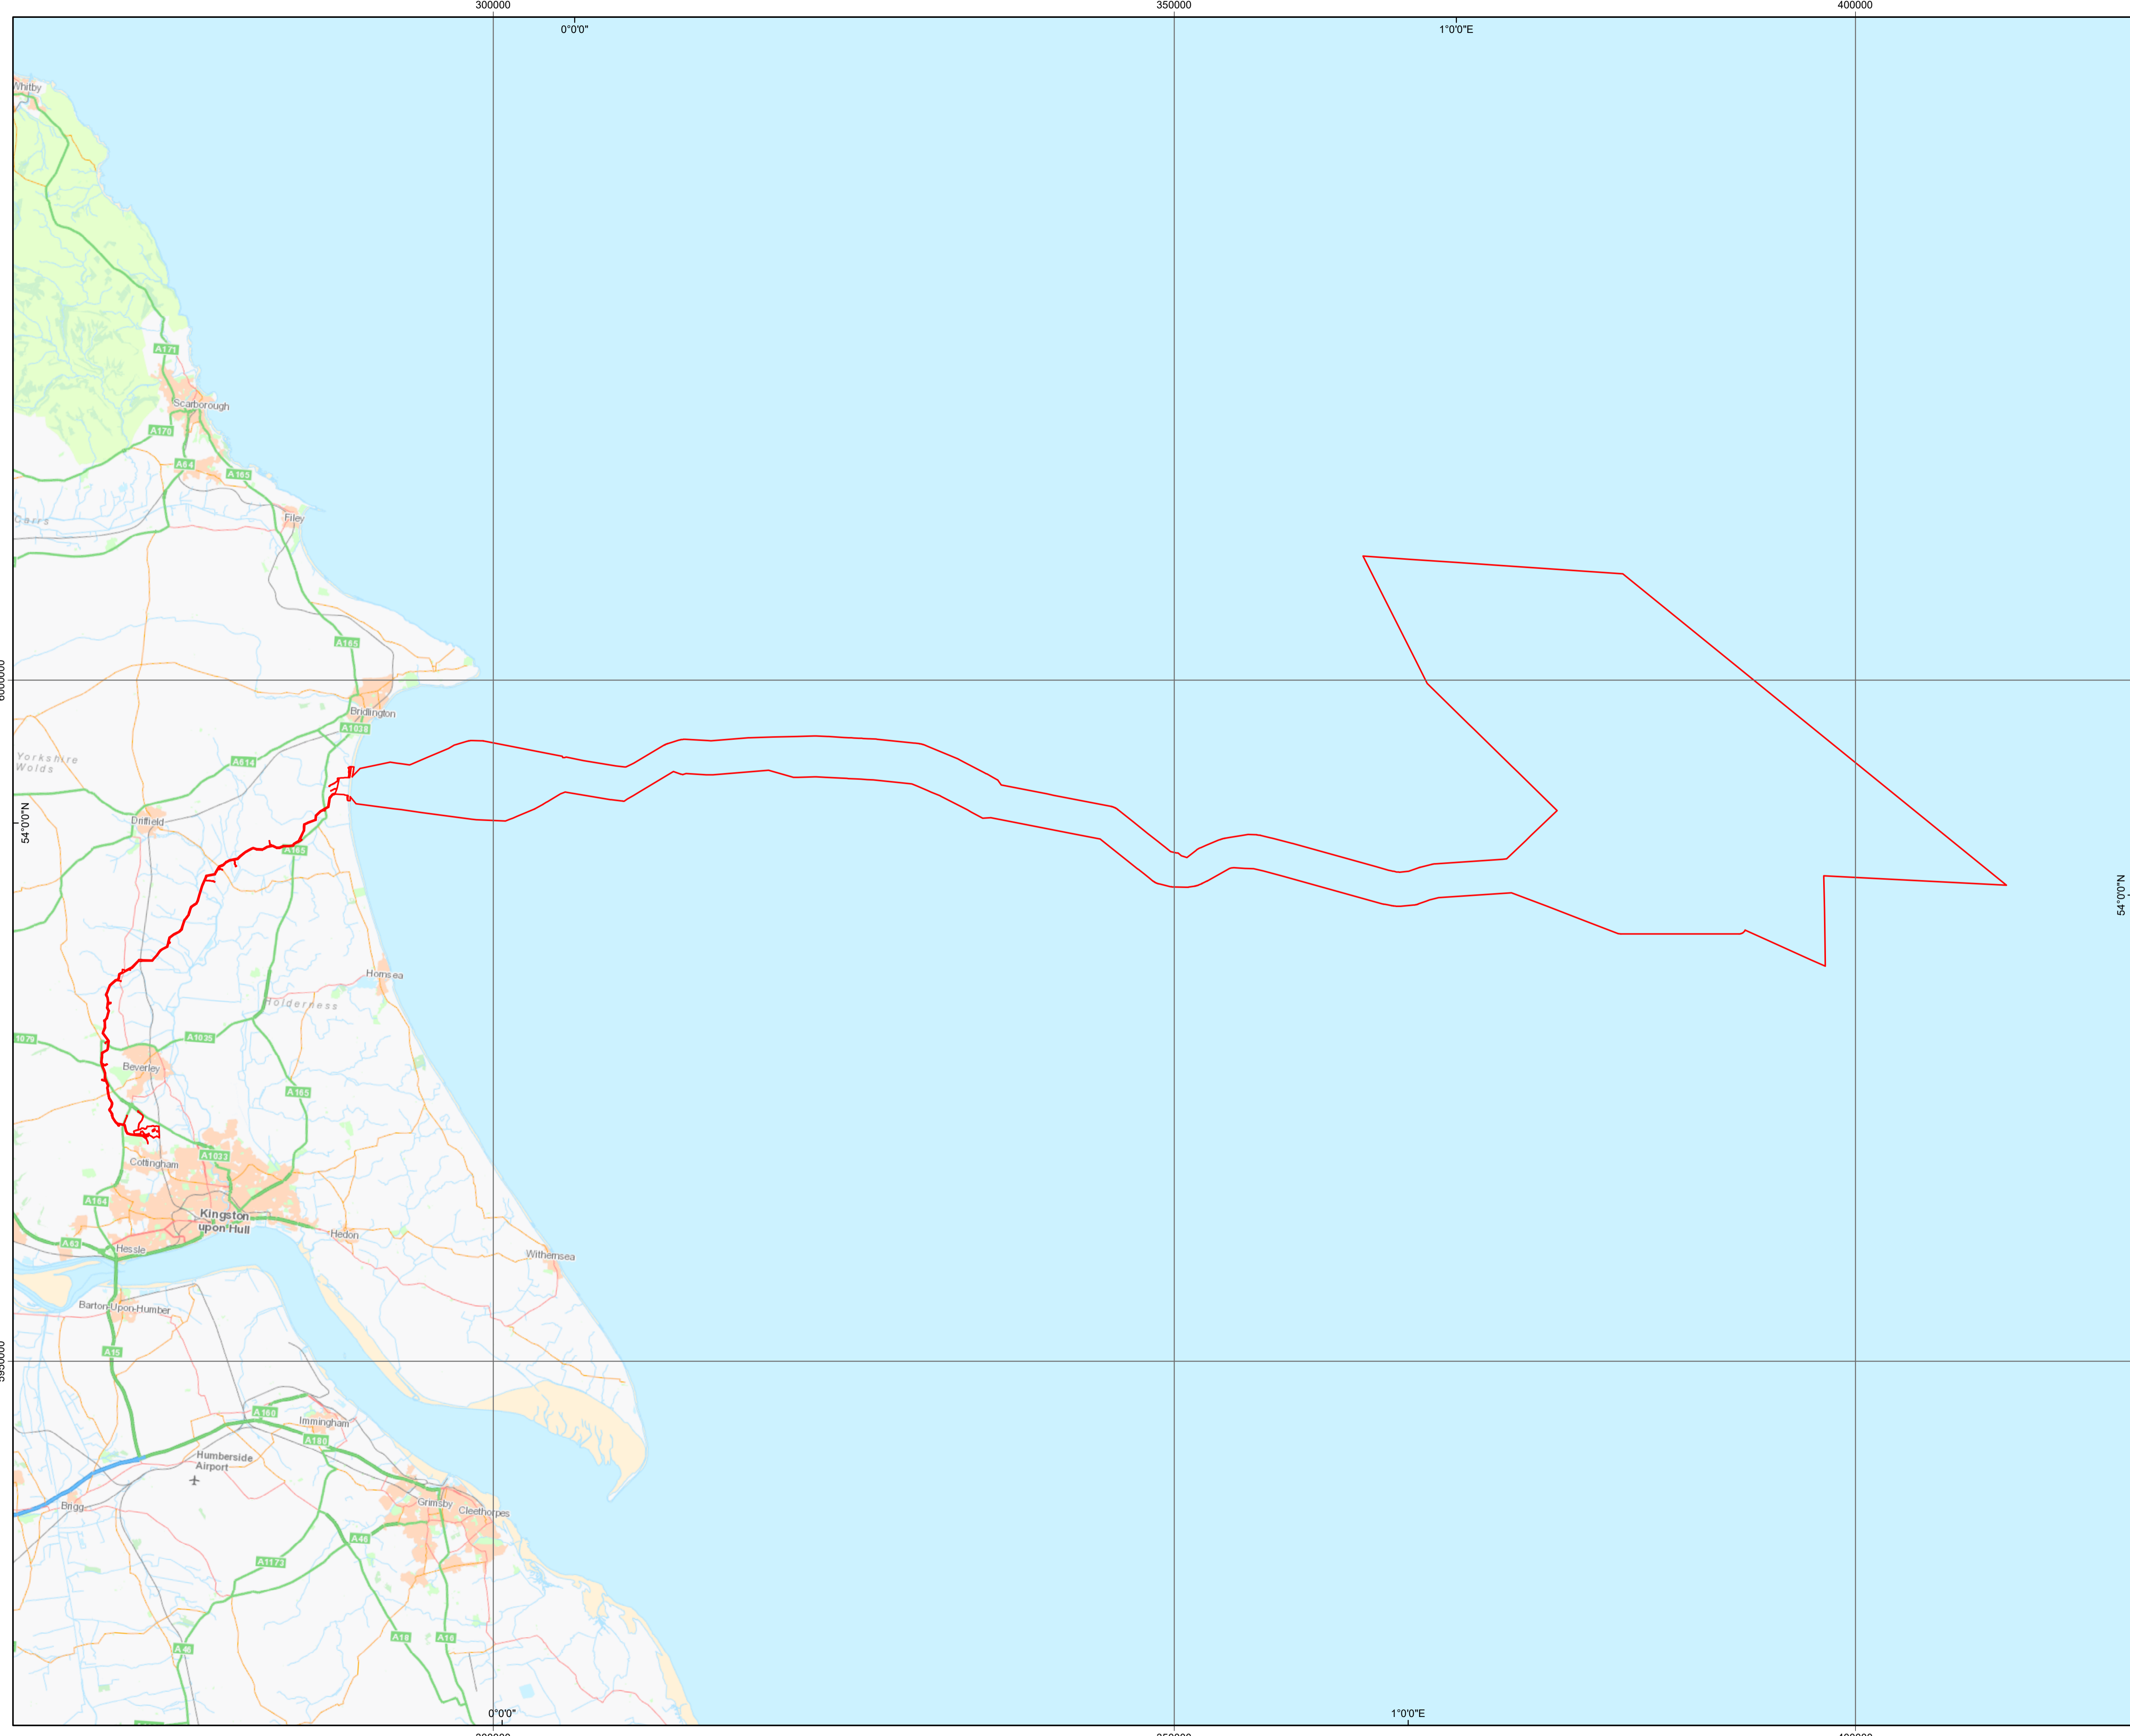 300000
350000
400000
0°0'0"
1°0'0"E
Whitby
A171
Scarborough
A170
A64
A165
Carrs
Filey
A165
Bridlington
A1038
Yorkshire
Wolds
A614
54°0'0"N
Driffield
A165
54°0'0"N
Hornsea
Holderness
1079
A1035
Beverley
A165
A1033
Cottingham
A164
Kingston
upon Hull
A63
Hessle
Hedon
Withernsea
Barton-Upon-Humber
A15
A160
Immingham
A180
Humberside
Airport
Brigg
Grimsby
Cleethorpes
A46
A1173
A18
A16
A46
0°0'0"
1°0'0"E